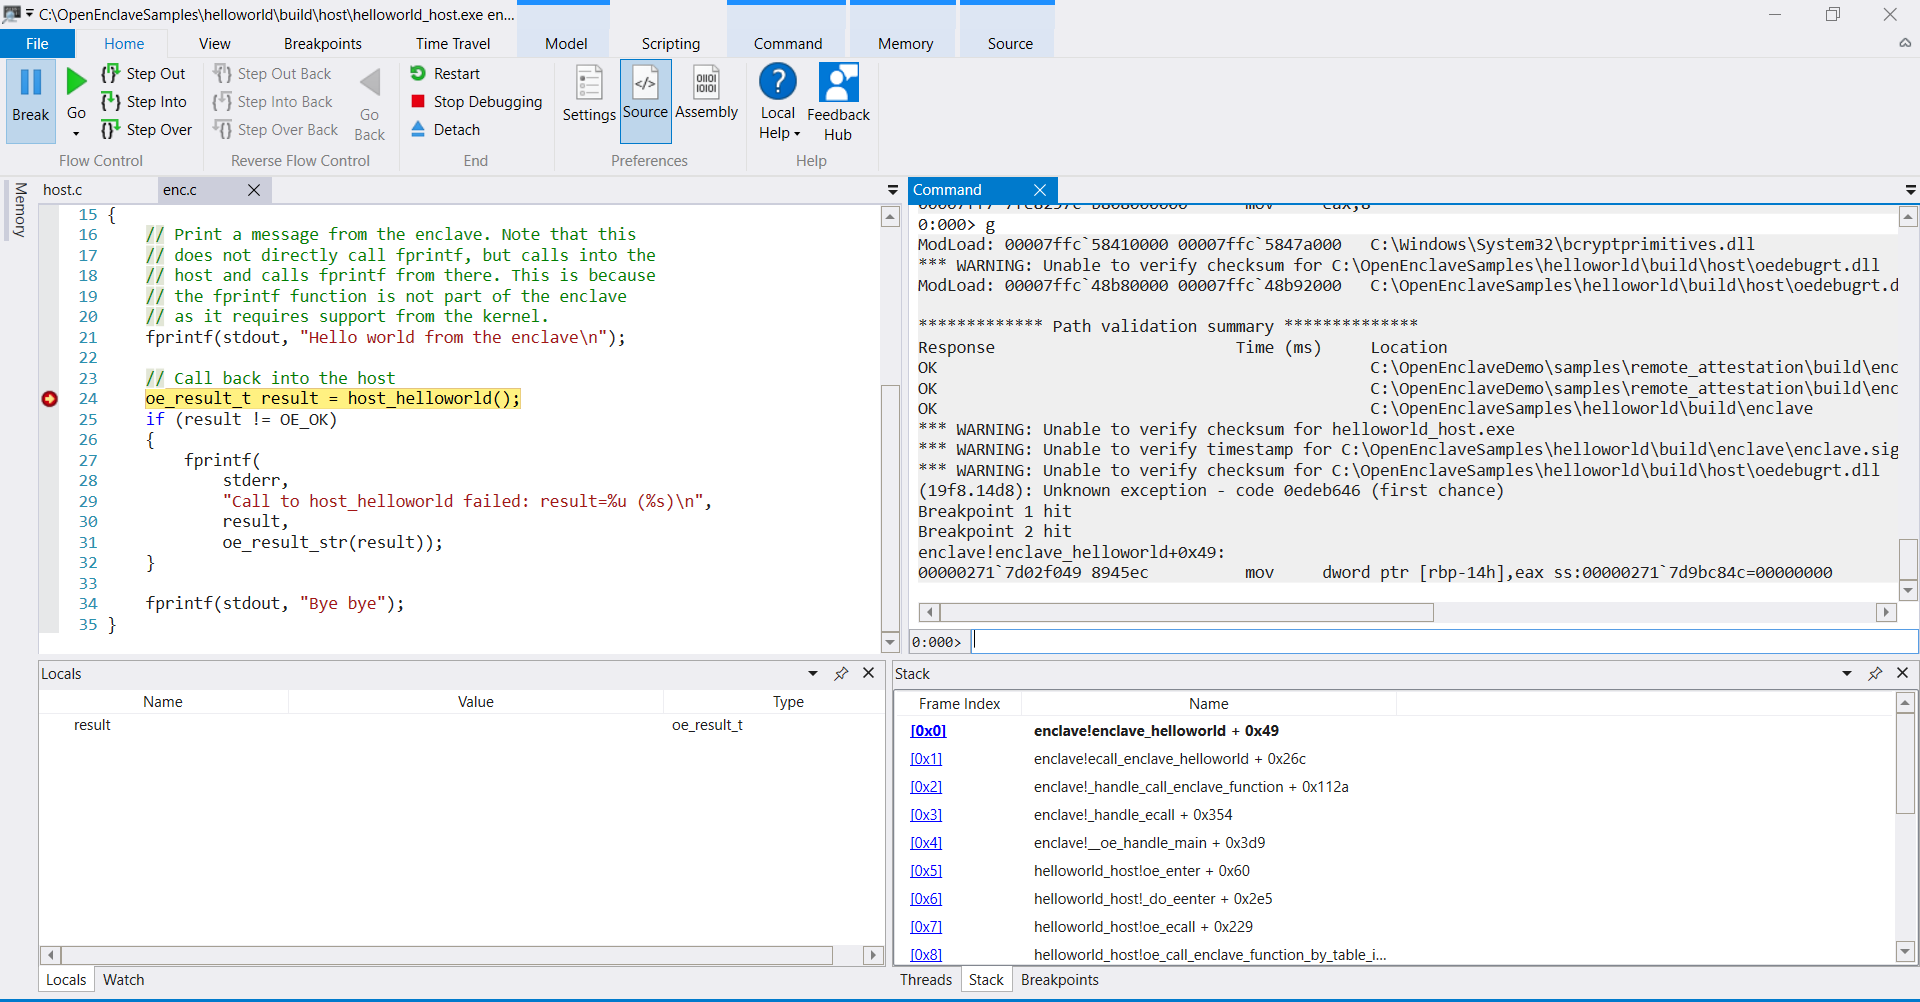 C:\OpenEnclaveSamples\helloworld\build\host\helloworld_host.exe en...
File Home View Breakpoints Time Travel Model Scripting Command Memory Source
Break
Go
Step Out
Step Into
Step Over
Flow Control
Step Out Back
Step Into Back
Step Over Back
Go Back
Reverse Flow Control
Restart
Stop Debugging
Detach
End
Settings
Source
Assembly
Preferences
Local Help
Feedback Hub
Help
Memory
host.c enc.c
15 {
16 // Print a message from the enclave. Note that this
17 // does not directly call fprintf, but calls into the
18 // host and calls fprintf from there. This is because
19 // the fprintf function is not part of the enclave
20 // as it requires support from the kernel.
21 fprintf(stdout, "Hello world from the enclave\n");
22
23 // Call back into the host
24 oe_result_t result = host_helloworld();
25 if (result != OE_OK)
26 {
27 fprintf(
28 stderr,
29 "Call to host_helloworld failed: result=%u (%s)\n",
30 result,
31 oe_result_str(result));
32 }
33
34 fprintf(stdout, "Bye bye");
35 }
Command
0:000> g
ModLoad: 00007ffc`58410000 00007ffc`5847a000 C:\Windows\System32\bcryptprimitives.dll
*** WARNING: Unable to verify checksum for C:\OpenEnclaveSamples\helloworld\build\host\oedebugrt.dll
ModLoad: 00007ffc`48b80000 00007ffc`48b92000 C:\OpenEnclaveSamples\helloworld\build\host\oedebugrt.d
************* Path validation summary **************
Response Time (ms) Location
OK C:\OpenEnclaveDemo\samples\remote_attestation\build\enc
OK C:\OpenEnclaveDemo\samples\remote_attestation\build\enc
OK C:\OpenEnclaveSamples\helloworld\build\enclave
*** WARNING: Unable to verify checksum for helloworld_host.exe
*** WARNING: Unable to verify timestamp for C:\OpenEnclaveSamples\helloworld\build\enclave\enclave.sig
*** WARNING: Unable to verify checksum for C:\OpenEnclaveSamples\helloworld\build\host\oedebugrt.dll
(19f8.14d8): Unknown exception - code 0edeb646 (first chance)
Breakpoint 1 hit
Breakpoint 2 hit
enclave!enclave_helloworld+0x49:
00000271`7d02f049 8945ec mov dword ptr [rbp-14h],eax ss:00000271`7d9bc84c=00000000
0:000>
Locals
Name Value Type
result oe_result_t
Locals Watch
Stack
Frame Index Name
[0x0] enclave!enclave_helloworld + 0x49
[0x1] enclave!ecall_enclave_helloworld + 0x26c
[0x2] enclave!_handle_call_enclave_function + 0x112a
[0x3] enclave!_handle_ecall + 0x354
[0x4] enclave!__oe_handle_main + 0x3d9
[0x5] helloworld_host!oe_enter + 0x60
[0x6] helloworld_host!_do_eenter + 0x2e5
[0x7] helloworld_host!oe_ecall + 0x229
[0x8] helloworld_host!oe_call_enclave_function_by_table_i...
Threads Stack Breakpoints